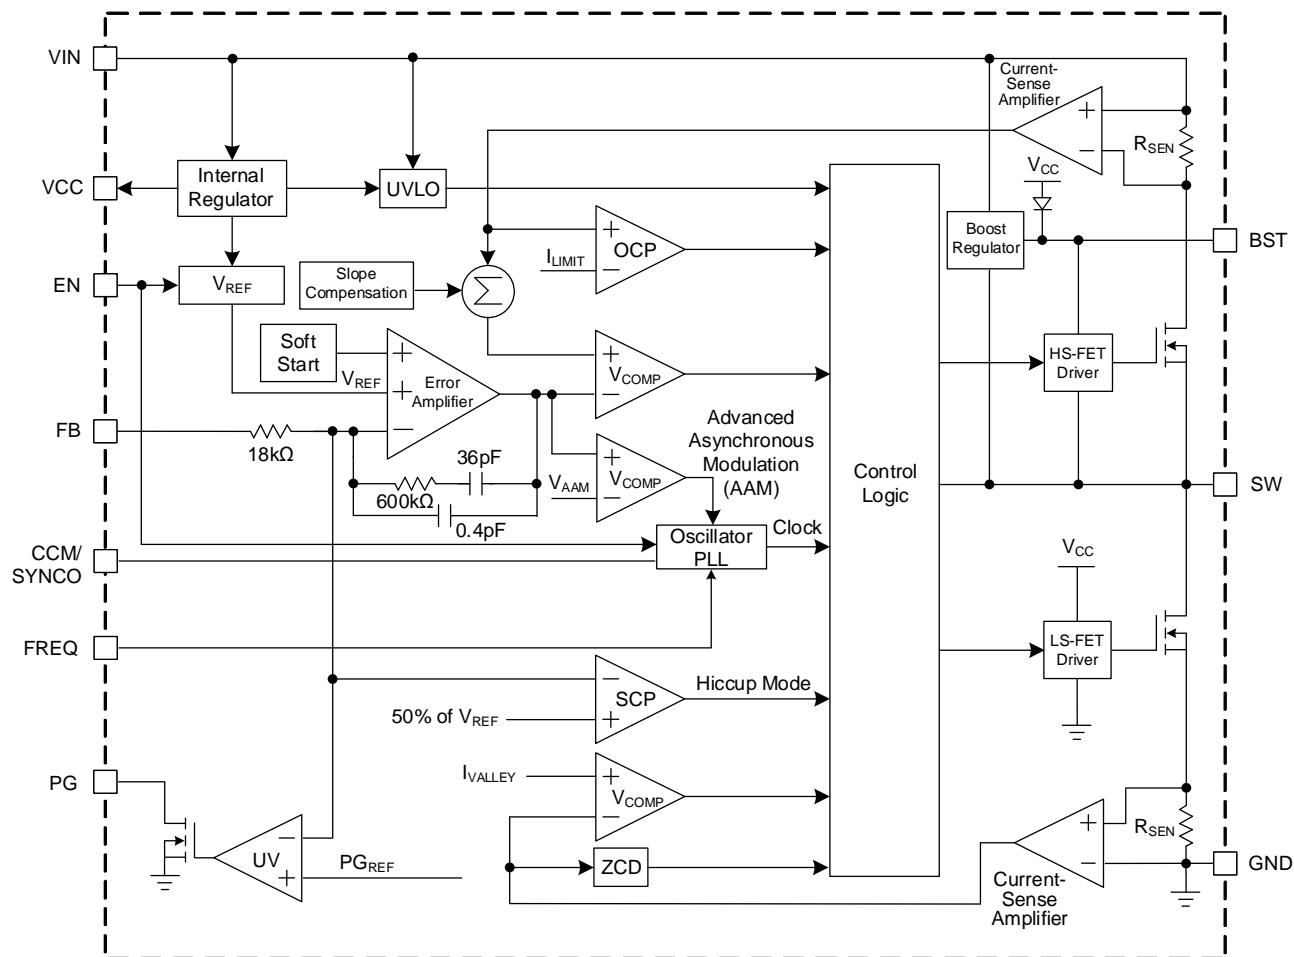 VIN
VCC
EN
FB
CCM/
SYNCO
FREQ
PG
Internal
Regulator
UVLO
VREF
Slope
Compensation
Σ
Soft
Start
VREF
+
+
−
Error
Amplifier
18kΩ
600kΩ
36pF
0.4pF
+
−
OCP
ILIMIT
+
−
VCOMP
+
−
VCOMP
VAAM
Advanced
Asynchronous
Modulation
(AAM)
Oscillator
PLL
Clock
−
+
SCP
50% of VREF
Hiccup Mode
IVALLEY
+
−
VCOMP
ZCD
−
+
UV
PGREF
Control
Logic
Current-
Sense
Amplifier
+
−
RSEN
VCC
Boost
Regulator
HS-FET
Driver
VCC
LS-FET
Driver
+
−
RSEN
Current-
Sense
Amplifier
BST
SW
GND